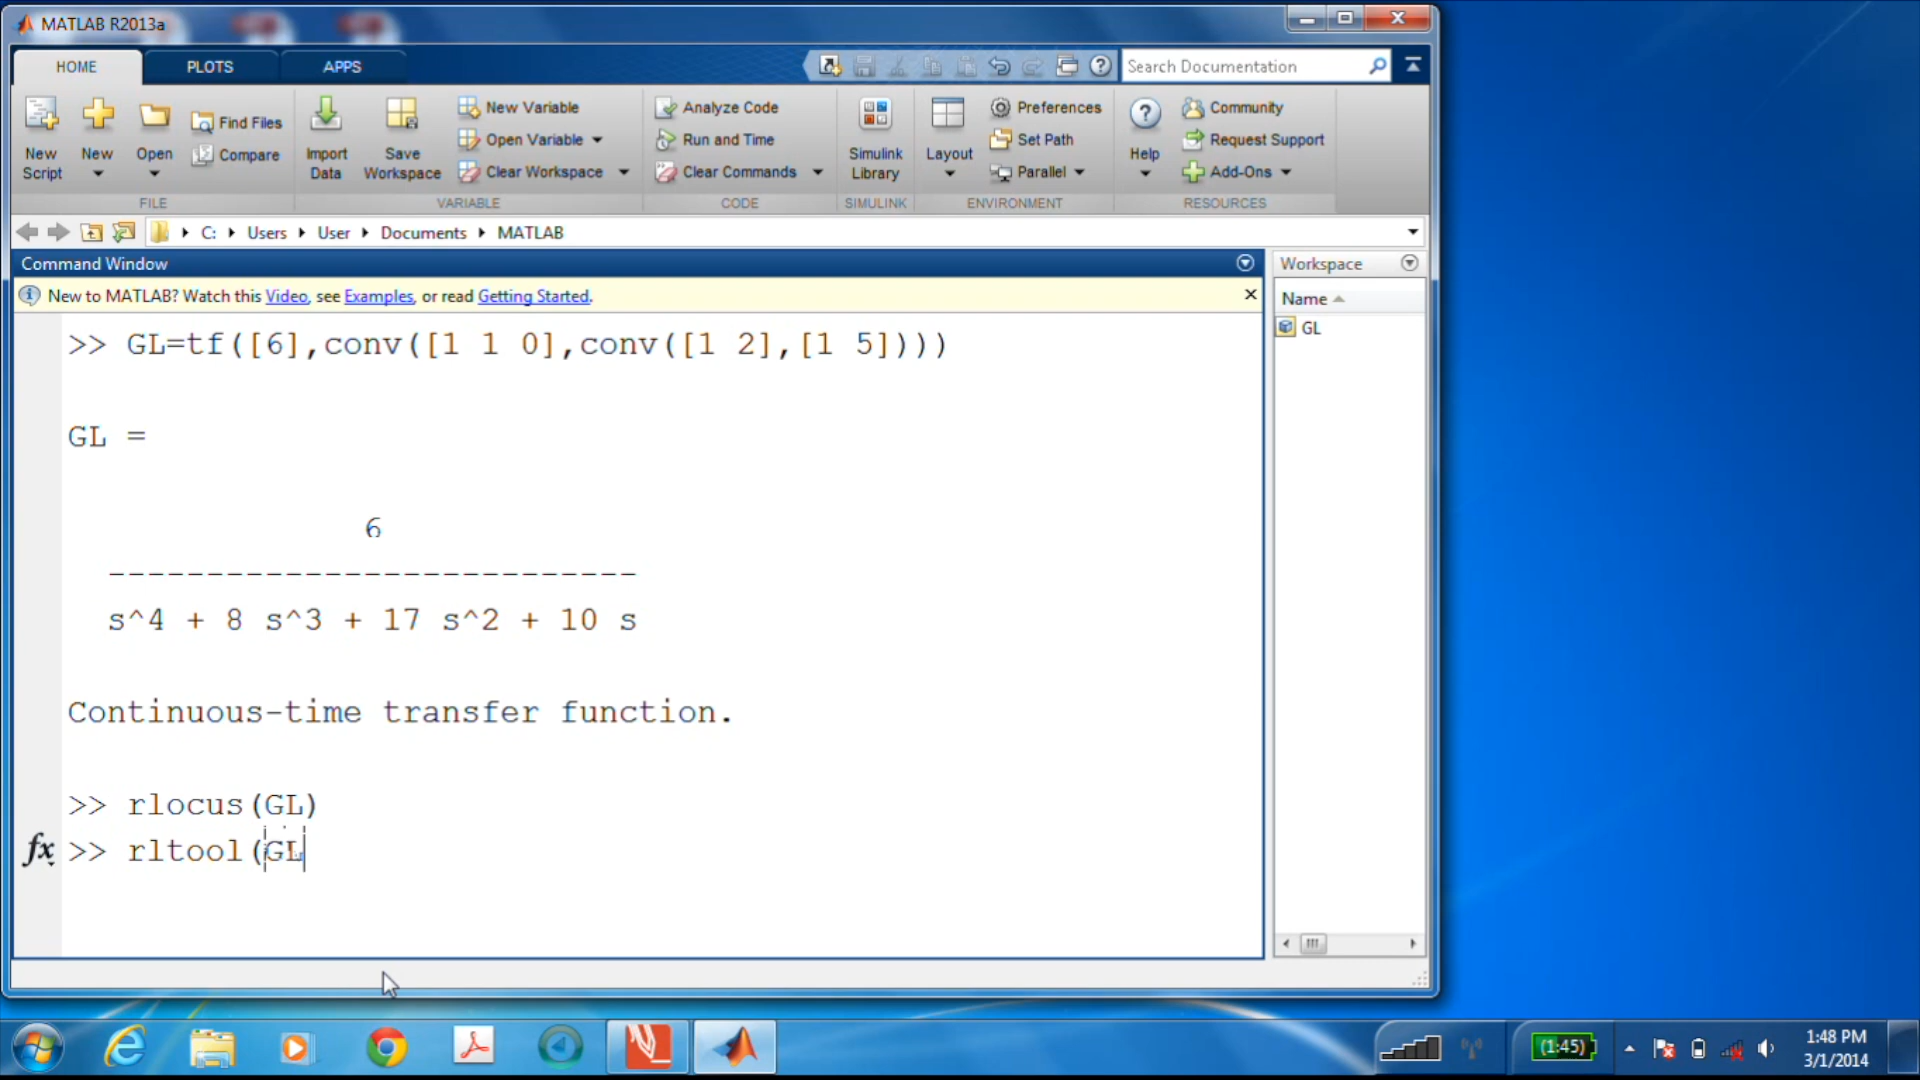 MATLAB R2013a
HOME PLOTS APPS Search Documentation
New Script New Open Find Files Compare Import Data Save Workspace New Variable Open Variable Clear Workspace Analyze Code Run and Time Clear Commands Simulink Library Layout Preferences Set Path Parallel Help Community Request Support Add-Ons
FILE VARIABLE CODE SIMULINK ENVIRONMENT RESOURCES
C: Users User Documents MATLAB
Command Window
New to MATLAB? Watch this Video, see Examples, or read Getting Started.
>> GL=tf([6],conv([1 1 0],conv([1 2],[1 5])))
GL =
6
---------------------------
s^4 + 8 s^3 + 17 s^2 + 10 s
Continuous-time transfer function.
>> rlocus(GL)
fx >> rltool(GL
Workspace
Name
GL
(1:45)
1:48 PM
3/1/2014